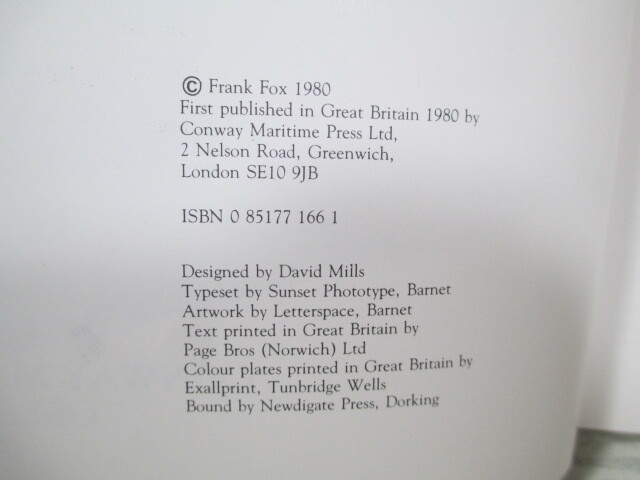 © Frank Fox 1980
First published in Great Britain 1980 by
Conway Maritime Press Ltd,
2 Nelson Road, Greenwich,
London SE10 9JB
ISBN 0 85177 166 1
Designed by David Mills
Typeset by Sunset Phototype, Barnet
Artwork by Letterspace, Barnet
Text printed in Great Britain by
Page Bros (Norwich) Ltd
Colour plates printed in Great Britain by
Exallprint, Tunbridge Wells
Bound by Newdigate Press, Dorking